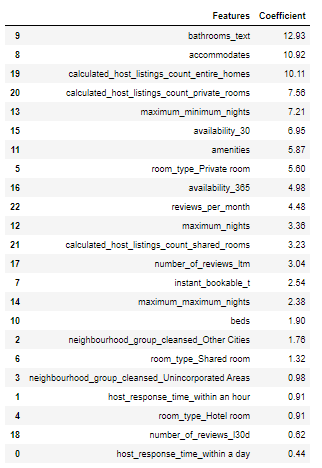 Features Coefficient
9 bathrooms_text 12.93
8 accommodates 10.92
19 calculated_host_listings_count_entire_homes 10.11
20 calculated_host_listings_count_private_rooms 7.56
13 maximum_minimum_nights 7.21
15 availability_30 6.95
11 amenities 5.87
5 room_type_Private room 5.60
16 availability_365 4.98
22 reviews_per_month 4.48
12 maximum_nights 3.36
21 calculated_host_listings_count_shared_rooms 3.23
17 number_of_reviews_ltm 3.04
7 instant_bookable_t 2.54
14 maximum_maximum_nights 2.38
10 beds 1.90
2 neighbourhood_group_cleansed_Other Cities 1.76
6 room_type_Shared room 1.32
3 neighbourhood_group_cleansed_Unincorporated Areas 0.98
1 host_response_time_within an hour 0.91
4 room_type_Hotel room 0.91
18 number_of_reviews_l30d 0.62
0 host_response_time_within a day 0.44